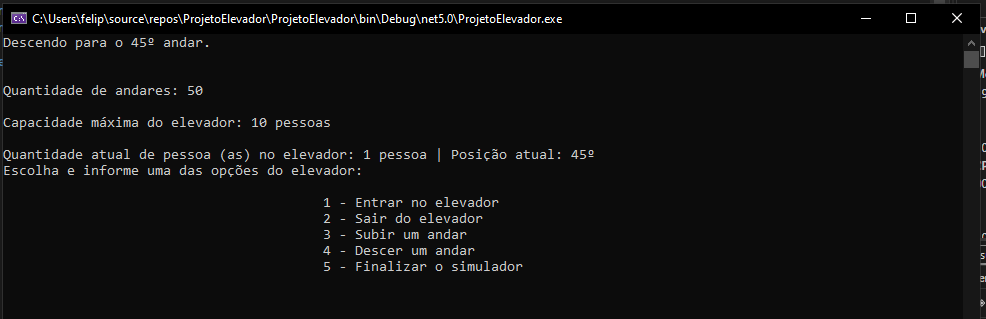 C:\Users\felip\source\repos\ProjetoElevador\ProjetoElevador\bin\Debug\net5.0\ProjetoElevador.exe
Descendo para o 45º andar.
Quantidade de andares: 50
Capacidade máxima do elevador: 10 pessoas
Quantidade atual de pessoa (as) no elevador: 1 pessoa | Posição atual: 45º
Escolha e informe uma das opções do elevador:
1 - Entrar no elevador
2 - Sair do elevador
3 - Subir um andar
4 - Descer um andar
5 - Finalizar o simulador